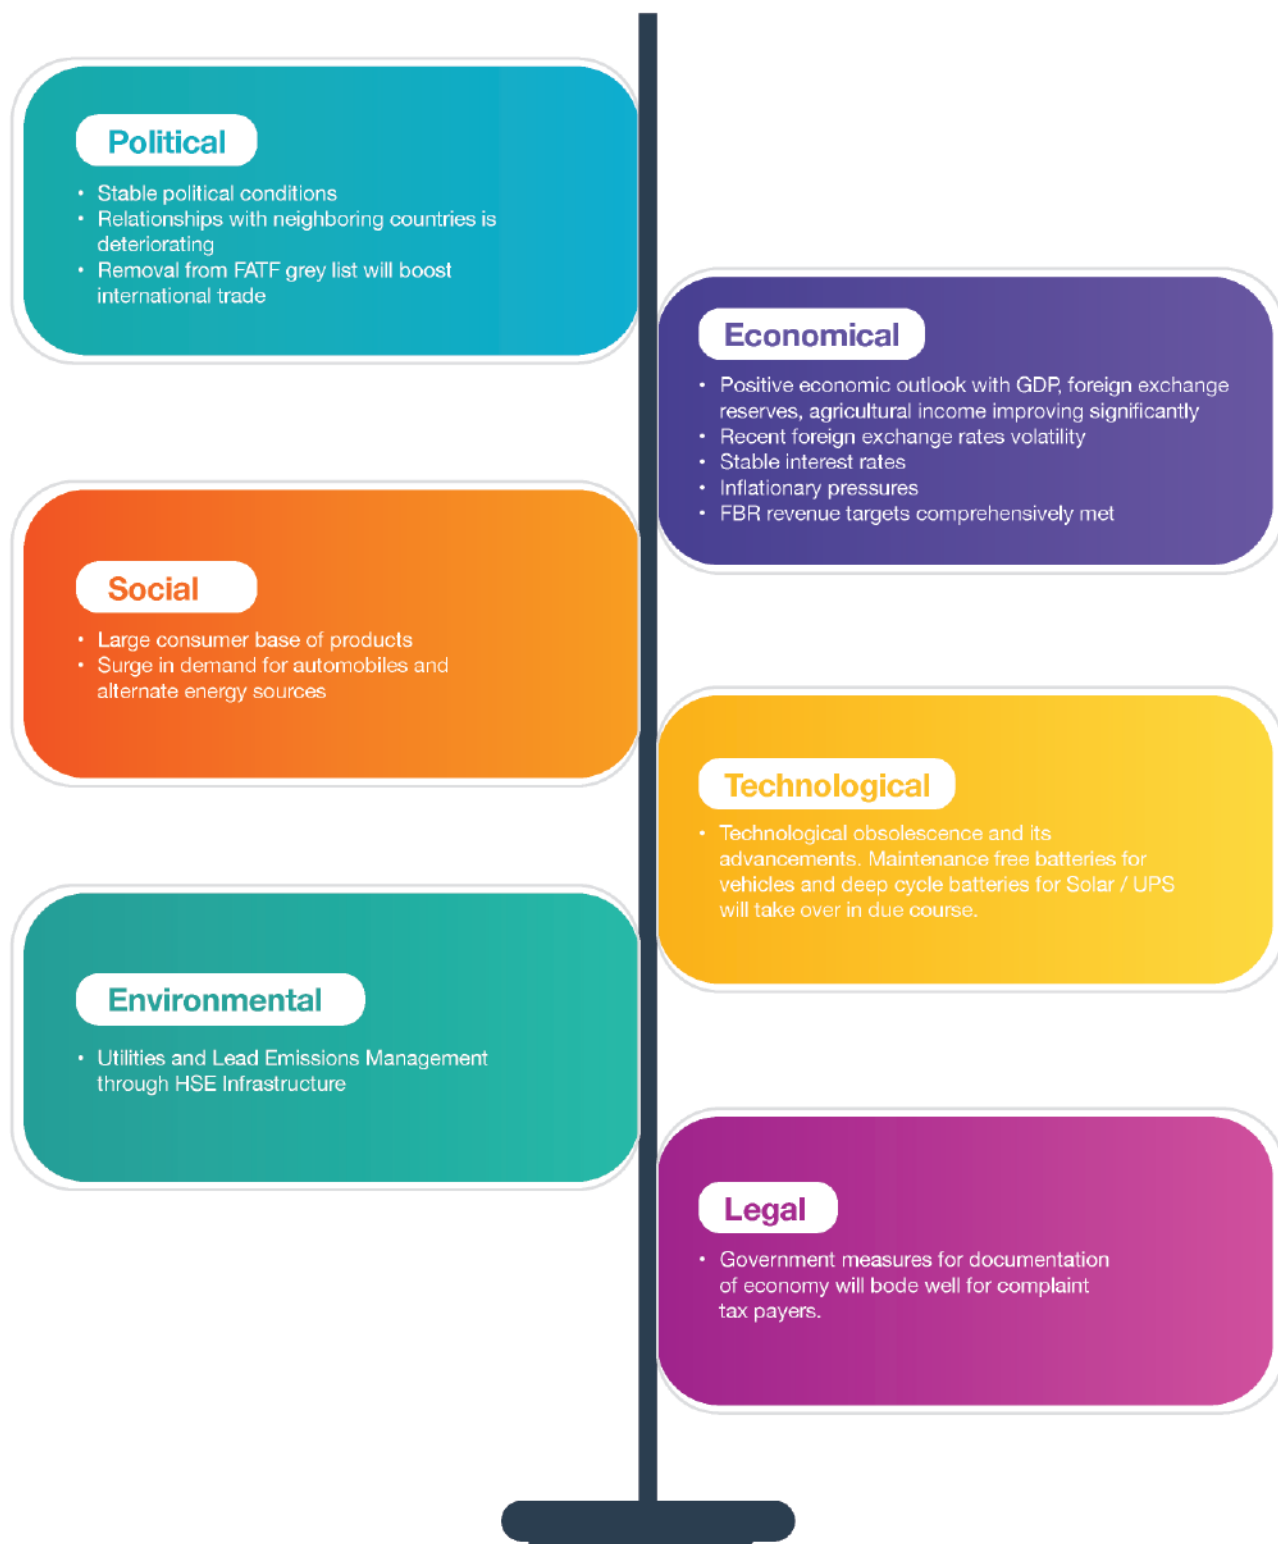 Political
• Stable political conditions
• Relationships with neighboring countries is
deteriorating
• Removal from FATF grey list will boost
international trade
Economical
• Positive economic outlook with GDP, foreign exchange
reserves, agricultural income improving significantly
• Recent foreign exchange rates volatility
• Stable interest rates
• Inflationary pressures
• FBR revenue targets comprehensively met
Social
• Large consumer base of products
• Surge in demand for automobiles and
alternate energy sources
Technological
• Technological obsolescence and its
advancements. Maintenance free batteries for
vehicles and deep cycle batteries for Solar / UPS
will take over in due course.
Environmental
• Utilities and Lead Emissions Management
through HSE Infrastructure
Legal
• Government measures for documentation
of economy will bode well for complaint
tax payers.